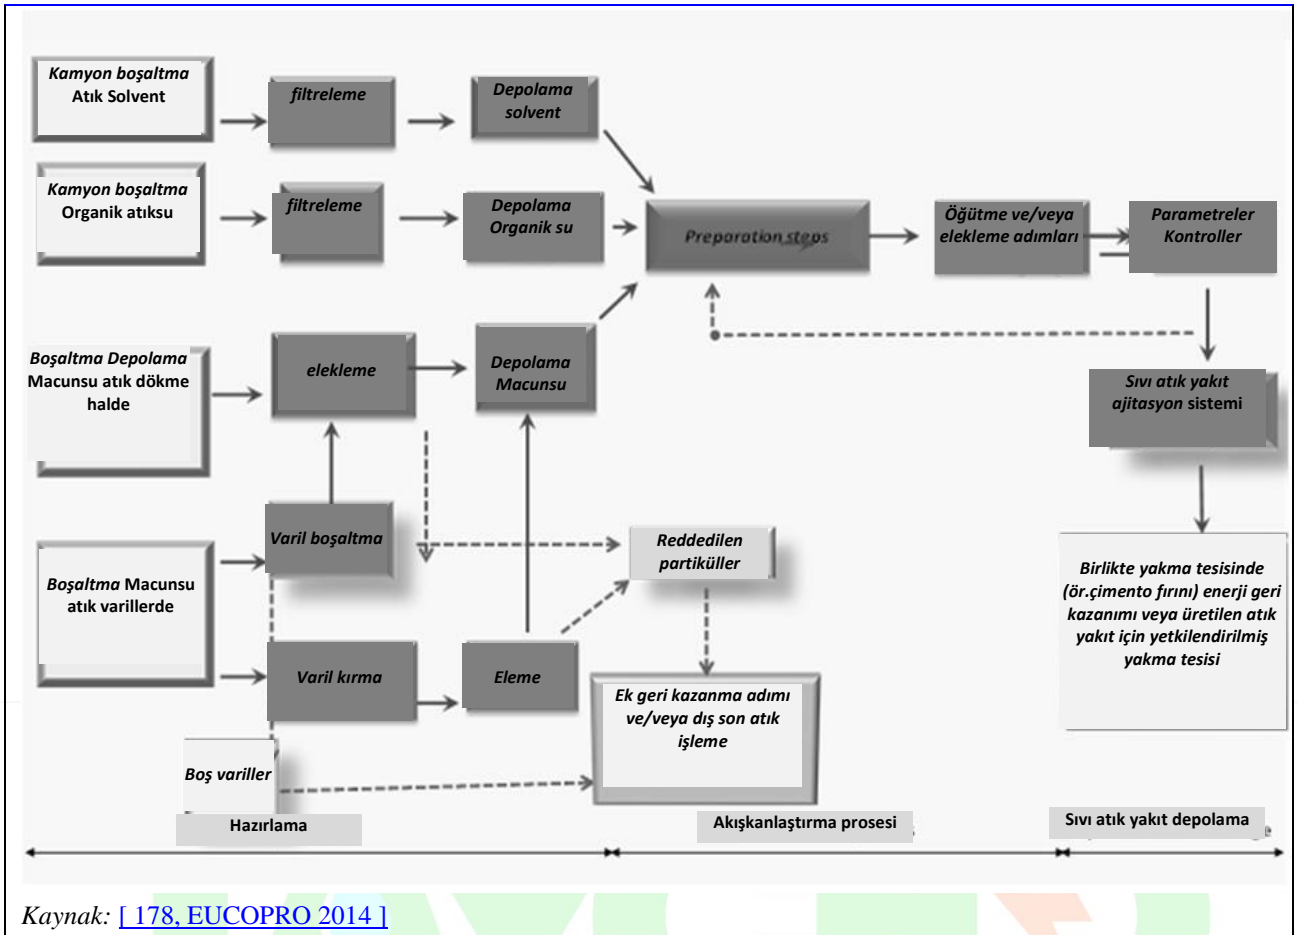 Kamyon boşaltma
Atık Solvent
filtreleme
Depolama
solvent
Kamyon boşaltma
Organik atıksu
filtreleme
Depolama
Organik su
Preparation steps
Öğütme ve/veya
elekleme adımları
Parametreler
Kontroller
Boşaltma Depolama
Macunsu atık dökme
halde
elekleme
Depolama
Macunsu
Sıvı atık yakıt
ajitasyon sistemi
Varil boşaltma
Reddedilen
partiküller
Boşaltma Macunsu
atık varillerde
Birlikte yakma tesisinde
(ör.çimento fırını) enerji geri
kazanımı veya üretilen atık
yakıt için yetkilendirilmiş
yakma tesisi
Varil kırma
Eleme
Ek geri kazanma adımı
ve/veya dış son atık
işleme
Boş variller
Hazırlama
Akışkanlaştırma prosesi
Sıvı atık yakıt depolama
Kaynak: [ 178, EUCOPRO 2014 ]